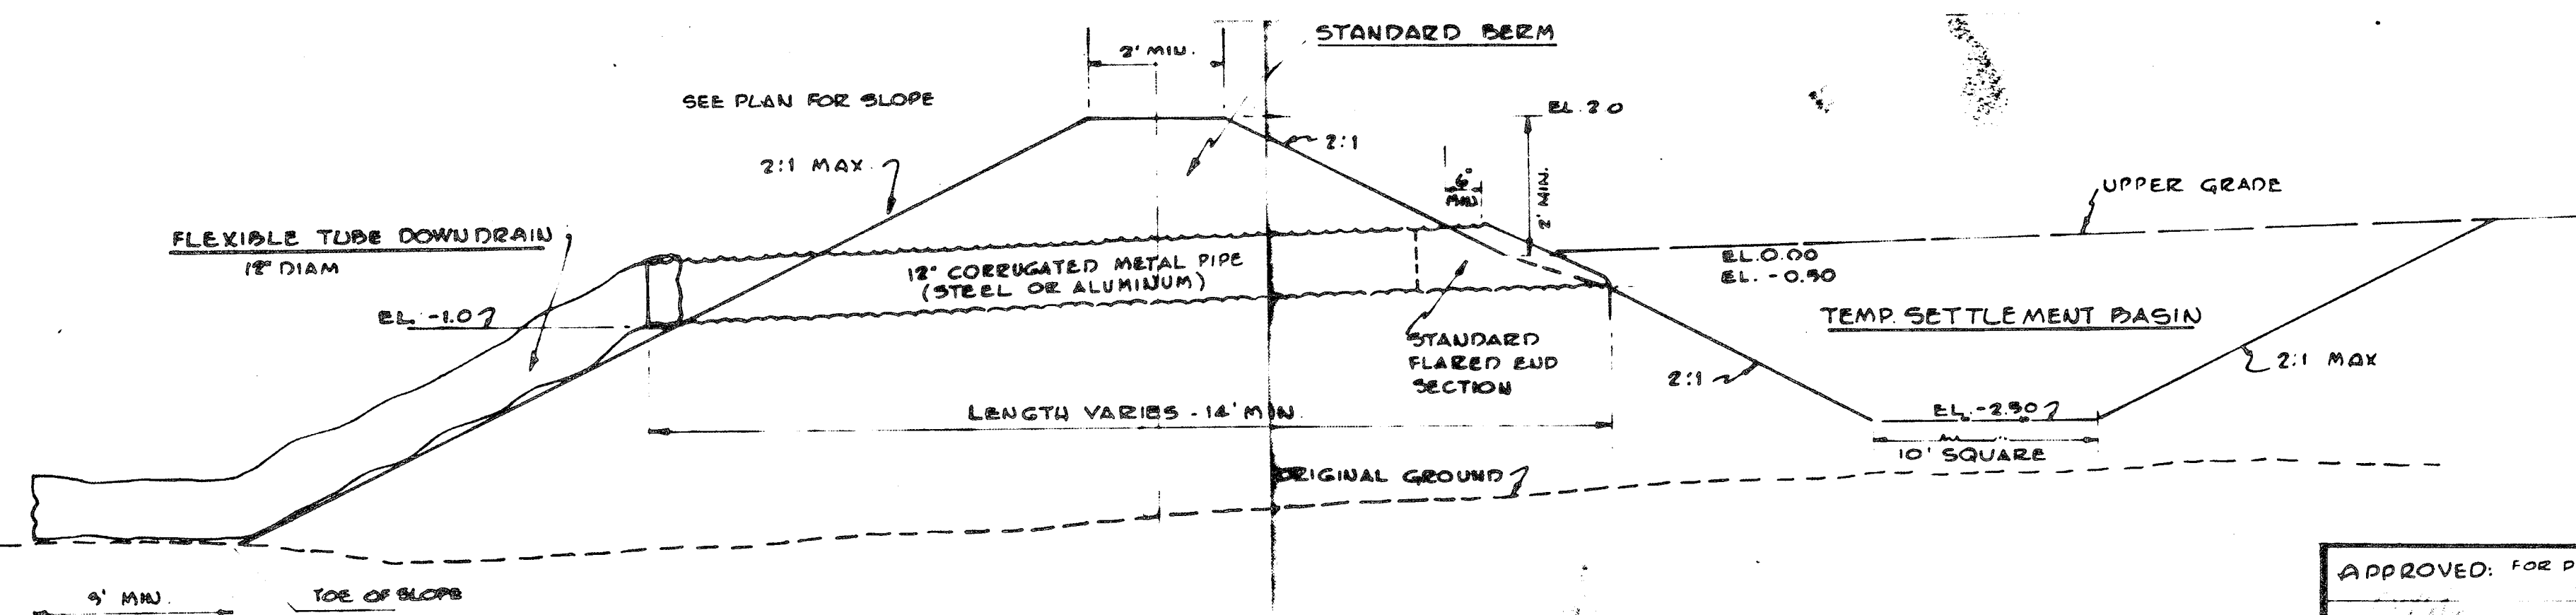 STANDARD BERM
2' MIN.
SEE PLAN FOR SLOPE
EL. 2.0
2:1
2:1 MAX.
6"
MIN
2' MIN.
UPPER GRADE
FLEXIBLE TUBE DOWNDRAIN
12" DIAM
12" CORRUGATED METAL PIPE
(STEEL OR ALUMINUM)
EL. 0.00
EL. -0.50
EL. -1.0
TEMP. SETTLEMENT BASIN
STANDARD
FLARED END
SECTION
2:1
2:1 MAX
LENGTH VARIES - 14' MIN.
EL. -2.50
10' SQUARE
ORIGINAL GROUND
APPROVED: FOR
MIN.
TOE OF SLOPE